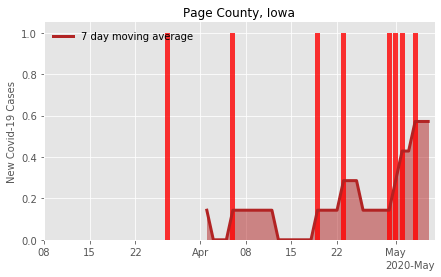 Page County, Iowa
7 day moving average
New Covid-19 Cases
1.0
0.8
0.6
0.4
0.2
0.0
08 15 22 Apr 08 15 22 May
2020-May